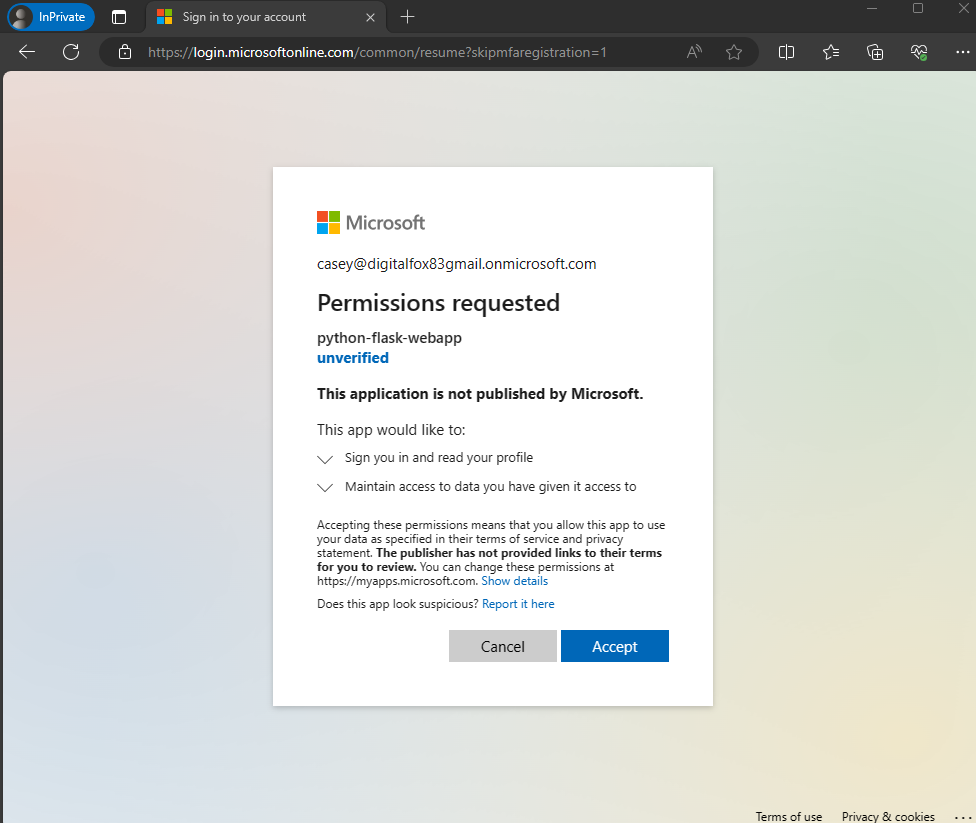 InPrivate
Sign in to your account
https://login.microsoftonline.com/common/resume?skipmfaregistration=1
Microsoft
casey@digitalfox83gmail.onmicrosoft.com
Permissions requested
python-flask-webapp
unverified
This application is not published by Microsoft.
This app would like to:
Sign you in and read your profile
Maintain access to data you have given it access to
Accepting these permissions means that you allow this app to use
your data as specified in their terms of service and privacy
statement. The publisher has not provided links to their terms
for you to review. You can change these permissions at
https://myapps.microsoft.com. Show details
Does this app look suspicious? Report it here
Cancel Accept
Terms of use Privacy & cookies ...